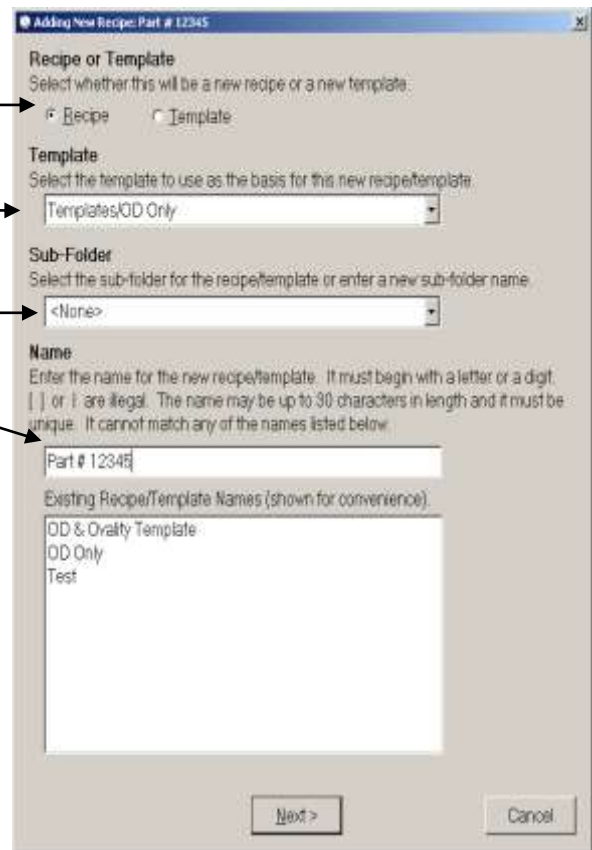 Adding New Recipe: Part # 12345
Recipe or Template
Select whether this will be a new recipe or a new template.
Recipe Template
Template
Select the template to use as the basis for this new recipe/template
Templates/OD Only
Sub-Folder
Select the sub-folder for the recipe/template or enter a new sub-folder name.
<None>
Name
Enter the name for the new recipe/template. It must begin with a letter or a digit.
[ ] or are illegal. The name may be up to 30 characters in length and it must be
unique. It cannot match any of the names listed below.
Part # 12345
Existing Recipe/Template Names (shown for convenience).
OD & Ovality Template
OD Only
Test
Next >
Cancel